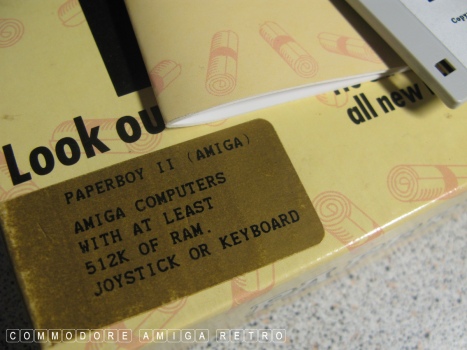 Look ou
all new
PAPERBOY II (AMIGA)
AMIGA COMPUTERS
WITH AT LEAST
512K OF RAM.
JOYSTICK OR KEYBOARD
COMMODORE AMIGA RETRO